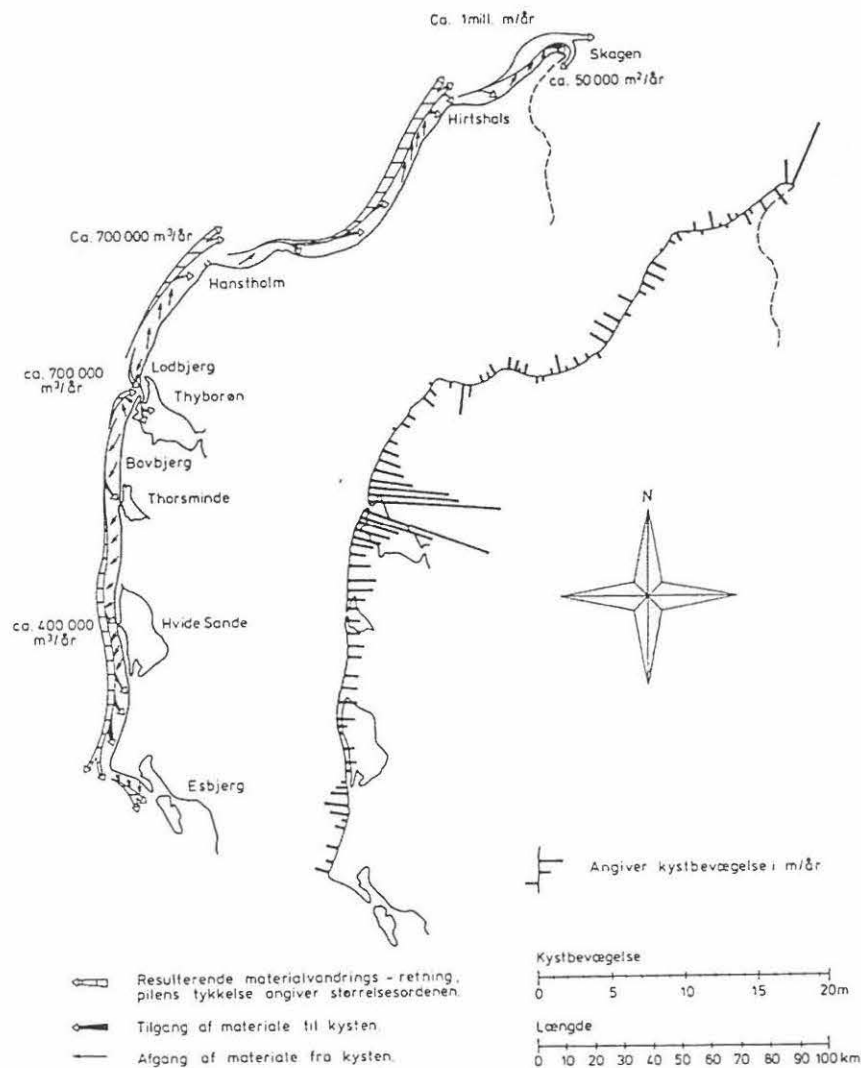 Ca. 1mill. m/år
Skagen
ca. 50 000 m²/år
Hirtshals
Ca. 700 000 m³/år
Hanstholm
Lodbjerg
ca. 700 000
m³/år
Thyborøn
Bovbjerg
Thorsminde
ca. 400 000
m³/år
Hvide Sande
Esbjerg
N
Angiver kystbevægelse i m/år
Resulterende materialvandrings - retning,
pilens tykkelse angiver størrelsesordenen.
Tilgang af materiale til kysten.
Afgang af materiale fra kysten.
Kystbevægelse
0 5 10 15 20m
Længde
0 10 20 30 40 50 60 70 80 90 100 km